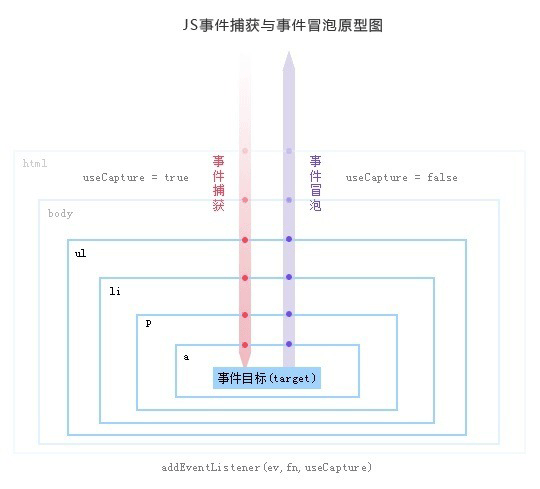 JS事件捕获与事件冒泡原型图
html
useCapture = true
事件捕获
事件冒泡
useCapture = false
body
ul
li
p
a
事件目标(target)
addEventListener(ev,fn,useCapture)